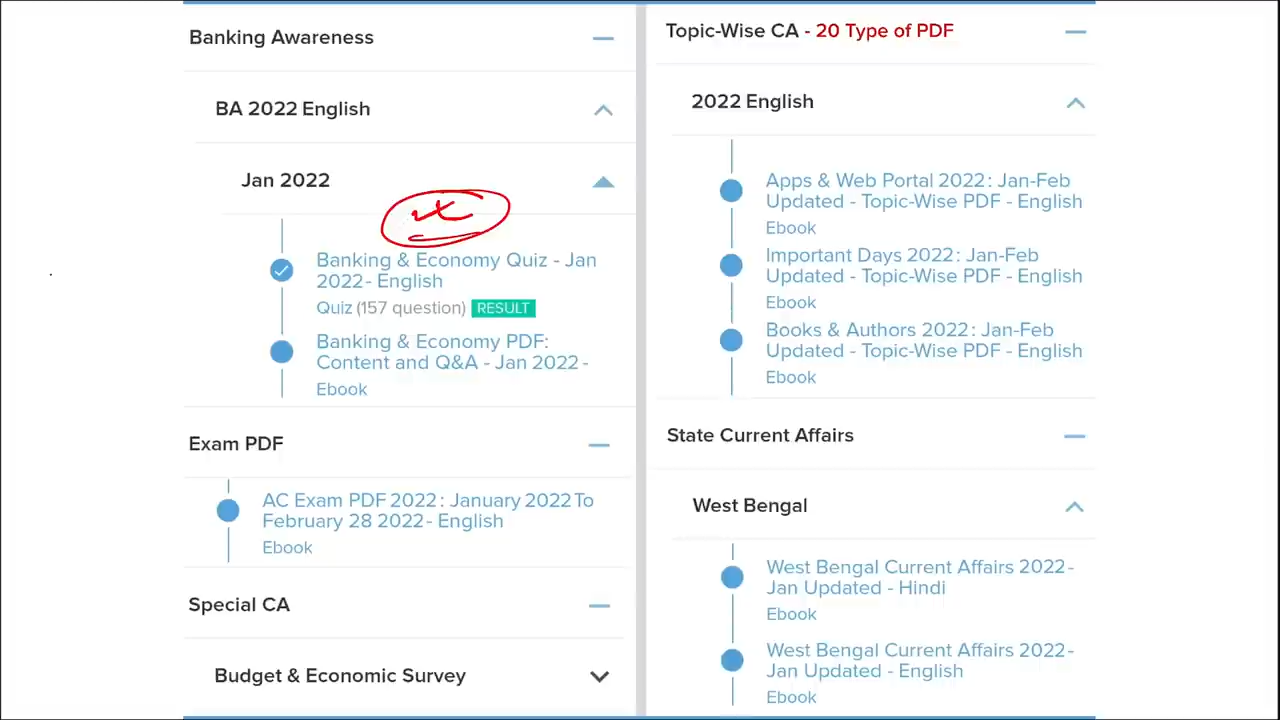 Banking Awareness
BA 2022 English
Jan 2022
Banking & Economy Quiz - Jan
2022 - English
Quiz (157 question) RESULT
Banking & Economy PDF:
Content and Q&A - Jan 2022 -
Ebook
Exam PDF
AC Exam PDF 2022 : January 2022 To
February 28 2022 - English
Ebook
Special CA
Budget & Economic Survey
Topic-Wise CA - 20 Type of PDF
2022 English
Apps & Web Portal 2022 : Jan-Feb
Updated - Topic-Wise PDF - English
Ebook
Important Days 2022 : Jan-Feb
Updated - Topic-Wise PDF - English
Ebook
Books & Authors 2022 : Jan-Feb
Updated - Topic-Wise PDF - English
Ebook
State Current Affairs
West Bengal
West Bengal Current Affairs 2022 -
Jan Updated - Hindi
Ebook
West Bengal Current Affairs 2022 -
Jan Updated - English
Ebook